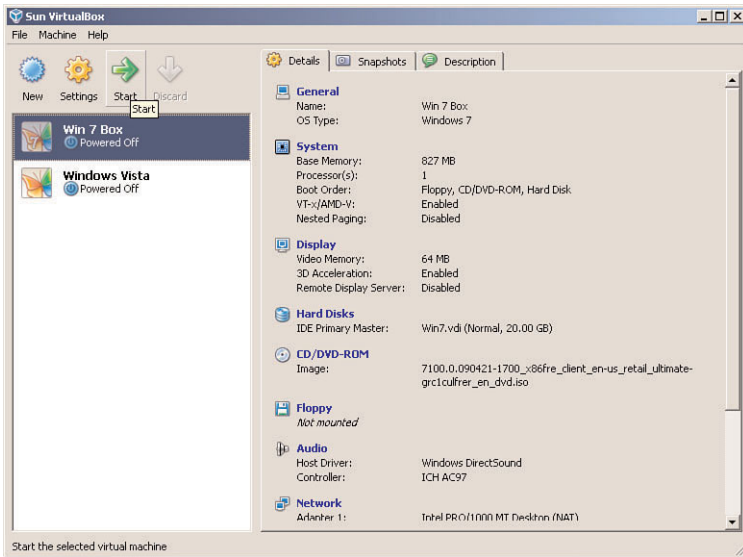 Sun VirtualBox
File Machine Help
New Settings Start Discard
Start
Win 7 Box
Powered Off
Windows Vista
Powered Off
Details Snapshots Description
General
Name: Win 7 Box
OS Type: Windows 7
System
Base Memory: 827 MB
Processor(s): 1
Boot Order: Floppy, CD/DVD-ROM, Hard Disk
VT-x/AMD-V: Enabled
Nested Paging: Disabled
Display
Video Memory: 64 MB
3D Acceleration: Enabled
Remote Display Server: Disabled
Hard Disks
IDE Primary Master: Win7.vdi (Normal, 20.00 GB)
CD/DVD-ROM
Image: 7100.0.090421-1700_x86fre_client_en-us_retail_ultimate-
grc1culfrer_en_dvd.iso
Floppy
Not mounted
Audio
Host Driver: Windows DirectSound
Controller: ICH AC97
Network
Adapter 1: Intel PRO/1000 MT Desktop (NAT)
Start the selected virtual machine